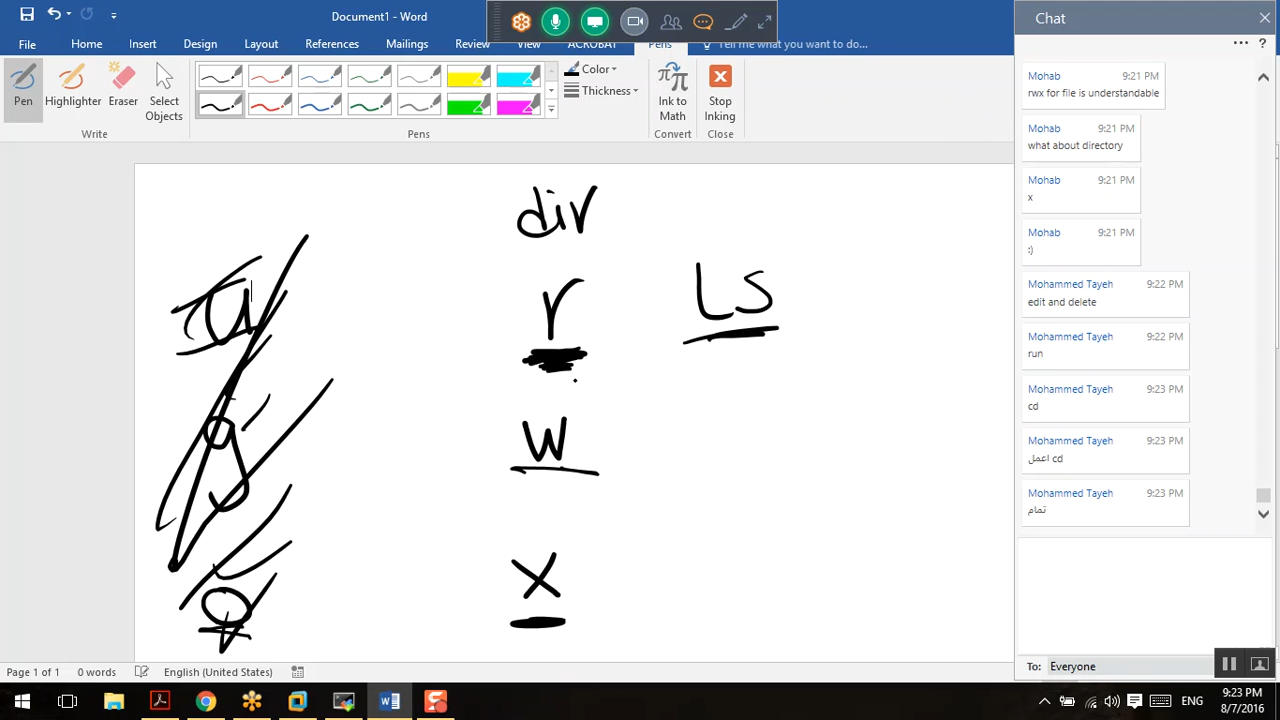 Document1 - Word
File
Home
Insert
Design
Layout
References
Mailings
Review
View
ACROBAT
Pens
Tell me what you want to do...
Pen
Highlighter
Eraser
Select
Objects
Color
Thickness
Ink to
Math
Stop
Inking
Write
Pens
Convert
Close
dir
r
Ls
w
x
Chat
Mohab 9:21 PM
rwx for file is understandable
Mohab 9:21 PM
what about directory
Mohab 9:21 PM
x
Mohab 9:21 PM
:)
Mohammed Tayeh 9:22 PM
edit and delete
Mohammed Tayeh 9:22 PM
run
Mohammed Tayeh 9:23 PM
cd
Mohammed Tayeh 9:23 PM
اعمل cd
Mohammed Tayeh 9:23 PM
تمام
To: Everyone
Page 1 of 1
0 words
English (United States)
ENG
9:23 PM
8/7/2016